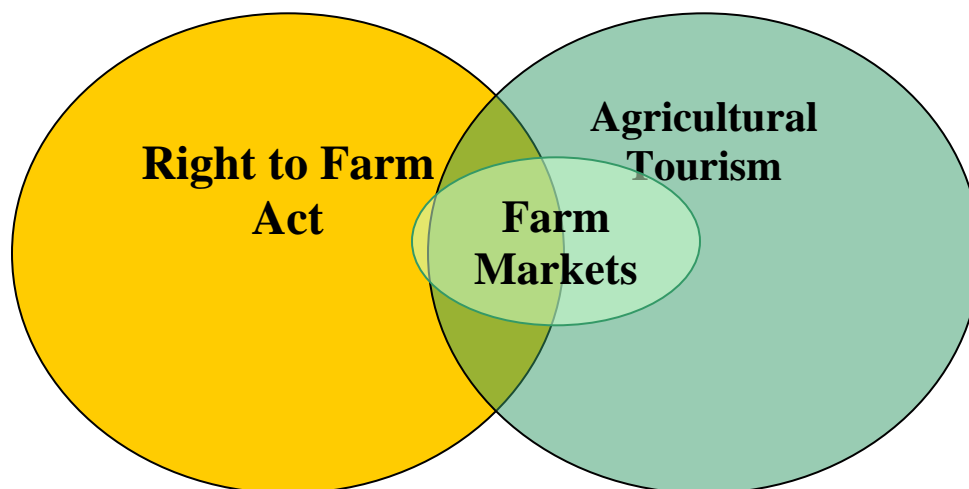 Right to Farm
Act
Agricultural
Tourism
Farm
Markets